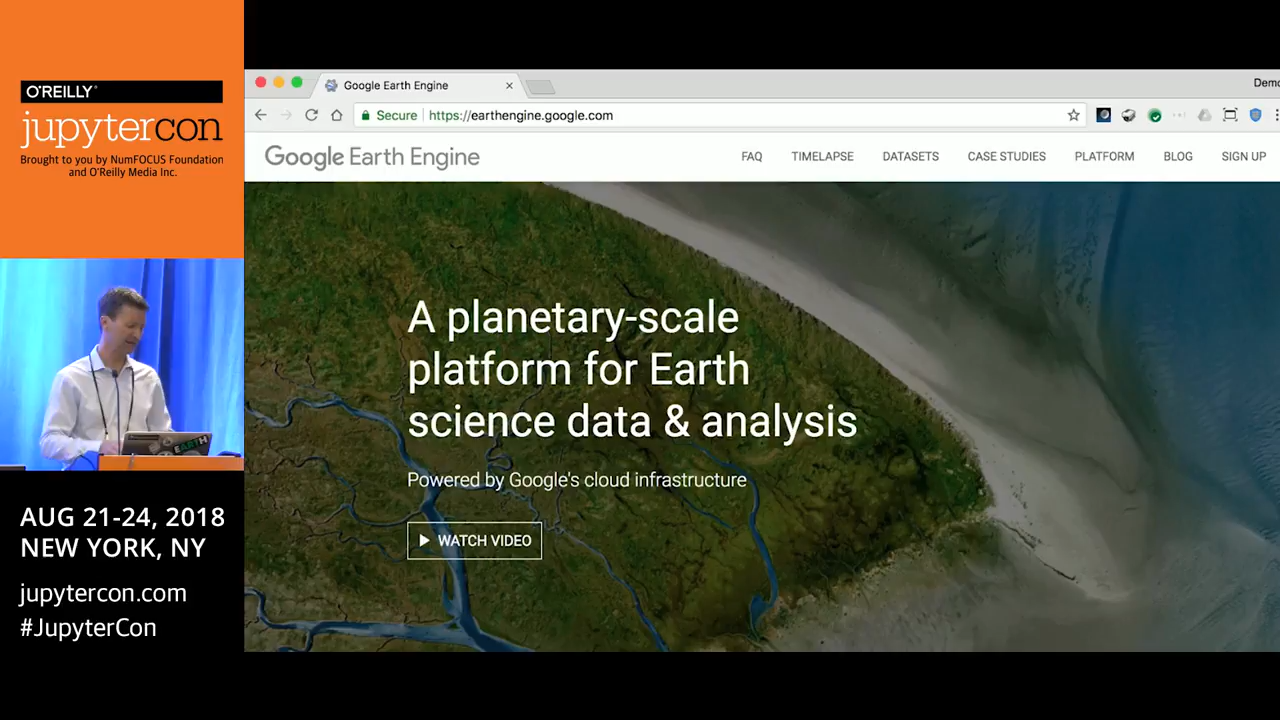 O'REILLY®
jupytercon
Brought to you by NumFOCUS Foundation
and O'Reilly Media Inc.
EARTH
AUG 21-24, 2018
NEW YORK, NY
jupytercon.com
#JupyterCon
Google Earth Engine
Demo
Secure https://earthengine.google.com
Google Earth Engine
FAQ TIMELAPSE DATASETS CASE STUDIES PLATFORM BLOG SIGN UP
A planetary-scale
platform for Earth
science data & analysis
Powered by Google's cloud infrastructure
WATCH VIDEO